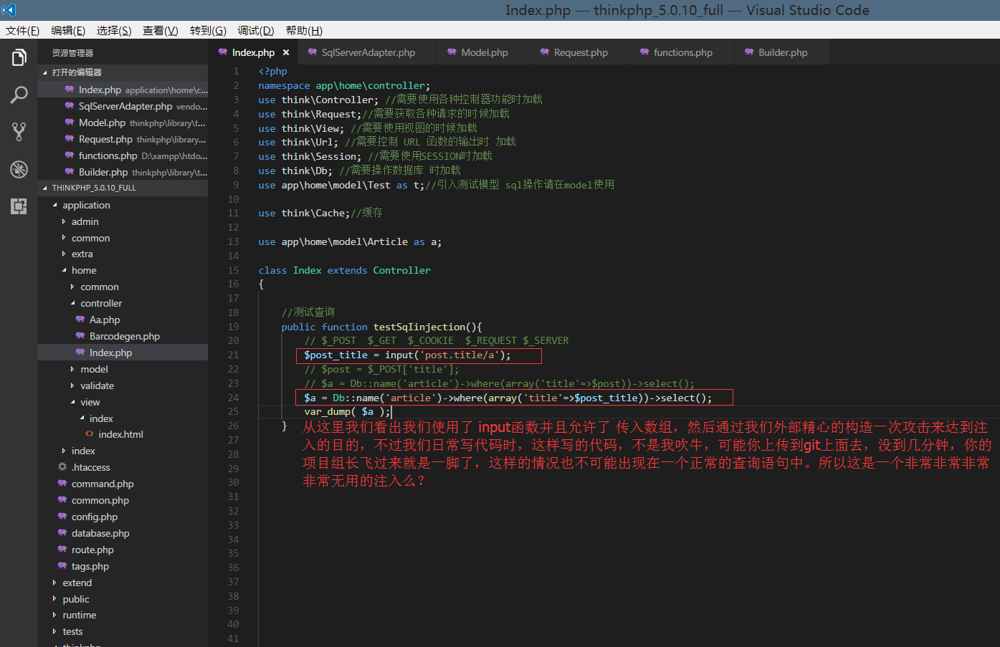 Index.php — thinkphp_5.0.10_full — Visual Studio Code
文件(F) 编辑(E) 选择(S) 查看(V) 转到(G) 调试(D) 帮助(H)
资源管理器
打开的编辑器
Index.php application\home\c...
SqlServerAdapter.php vendo...
Model.php thinkphp\library\t...
Request.php thinkphp\library...
functions.php D:\xampp\htdo...
Builder.php thinkphp\library\t...
THINKPHP_5.0.10_FULL
application
admin
common
extra
home
common
controller
Aa.php
Barcodegen.php
Index.php
model
validate
view
index
index.html
index
.htaccess
command.php
common.php
config.php
database.php
route.php
tags.php
extend
public
runtime
tests
thinkphp
Index.php × SqlServerAdapter.php Model.php Request.php functions.php Builder.php
1 <?php
2 namespace app\home\controller;
3 use think\Controller; //需要使用各种控制器功能时加载
4 use think\Request;//需要获取各种请求的时候加载
5 use think\View; //需要使用视图的时候加载
6 use think\Url; //需要控制 URL 函数的输出时 加载
7 use think\Session; //需要使用SESSION时加载
8 use think\Db; //需要操作数据库 时加载
9 use app\home\model\Test as t;//引入测试模型 sql操作请在model使用
10
11 use think\Cache;//缓存
12
13 use app\home\model\Article as a;
14
15 class Index extends Controller
16 {
17
18 //测试查询
19 public function testSqIinjection(){
20 // $_POST $_GET $_COOKIE $_REQUEST $_SERVER
21 $post_title = input('post.title/a');
22 // $post = $_POST['title'];
23 // $a = Db::name('article')->where(array('title'=>$post))->select();
24 $a = Db::name('article')->where(array('title'=>$post_title))->select();
25 var_dump( $a );
26 }
27
28
29
30
31
32
33
34
35
36
37
38
39
40
41
从这里我们看出我们使用了 input函数并且允许了 传入数组，然后通过我们外部精心的构造一次攻击来达到注
入的目的，不过我们日常写代码时，这样写的代码，不是我吹牛，可能你上传到git上面去，没到几分钟，你的
项目组长飞过来就是一脚了，这样的情况也不可能出现在一个正常的查询语句中。所以这是一个非常非常非常
非常无用的注入么？